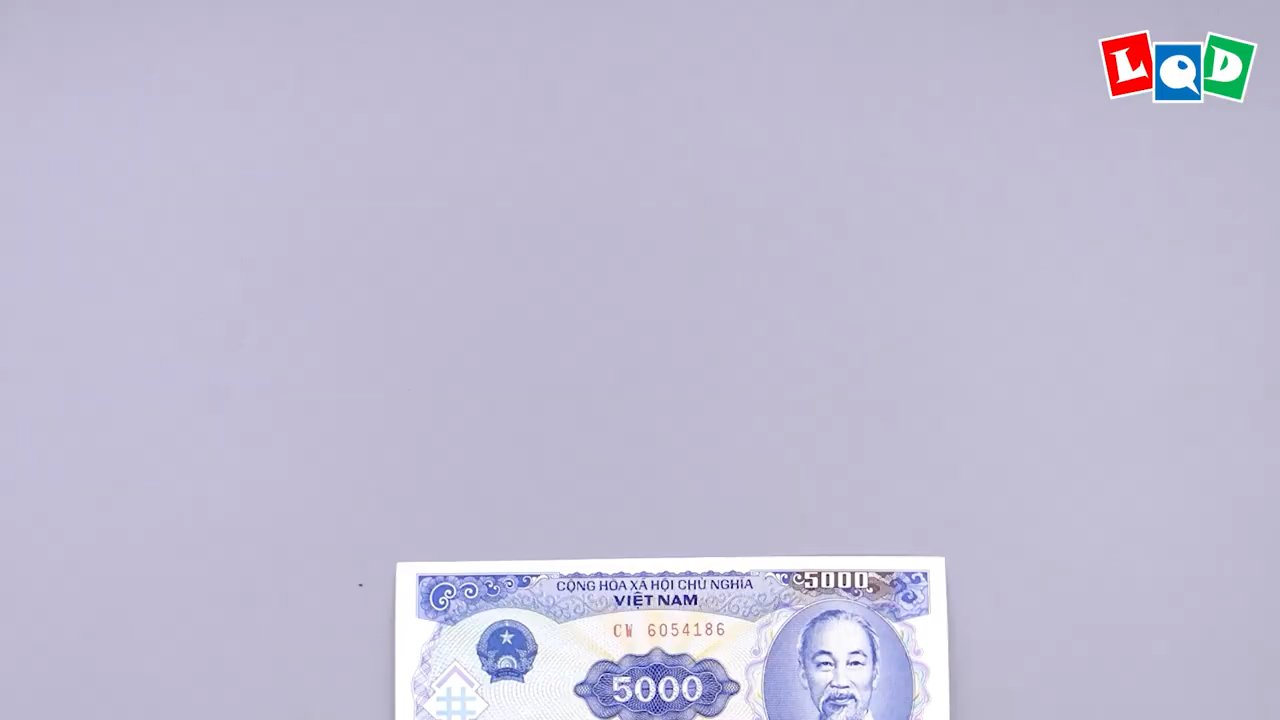 LQD
CỘNG HÒA XÃ HỘI CHỦ NGHĨA
5000
VIỆT NAM
CW 6054186
5000